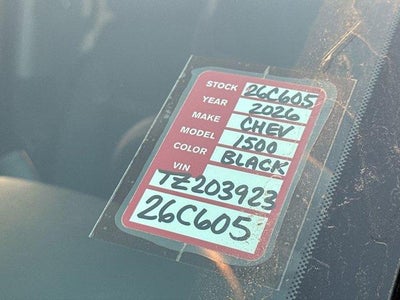 STOCK 26C605
YEAR 2026
MAKE CHEV
MODEL 1500
COLOR BLACK
VIN TZ203923
26C605